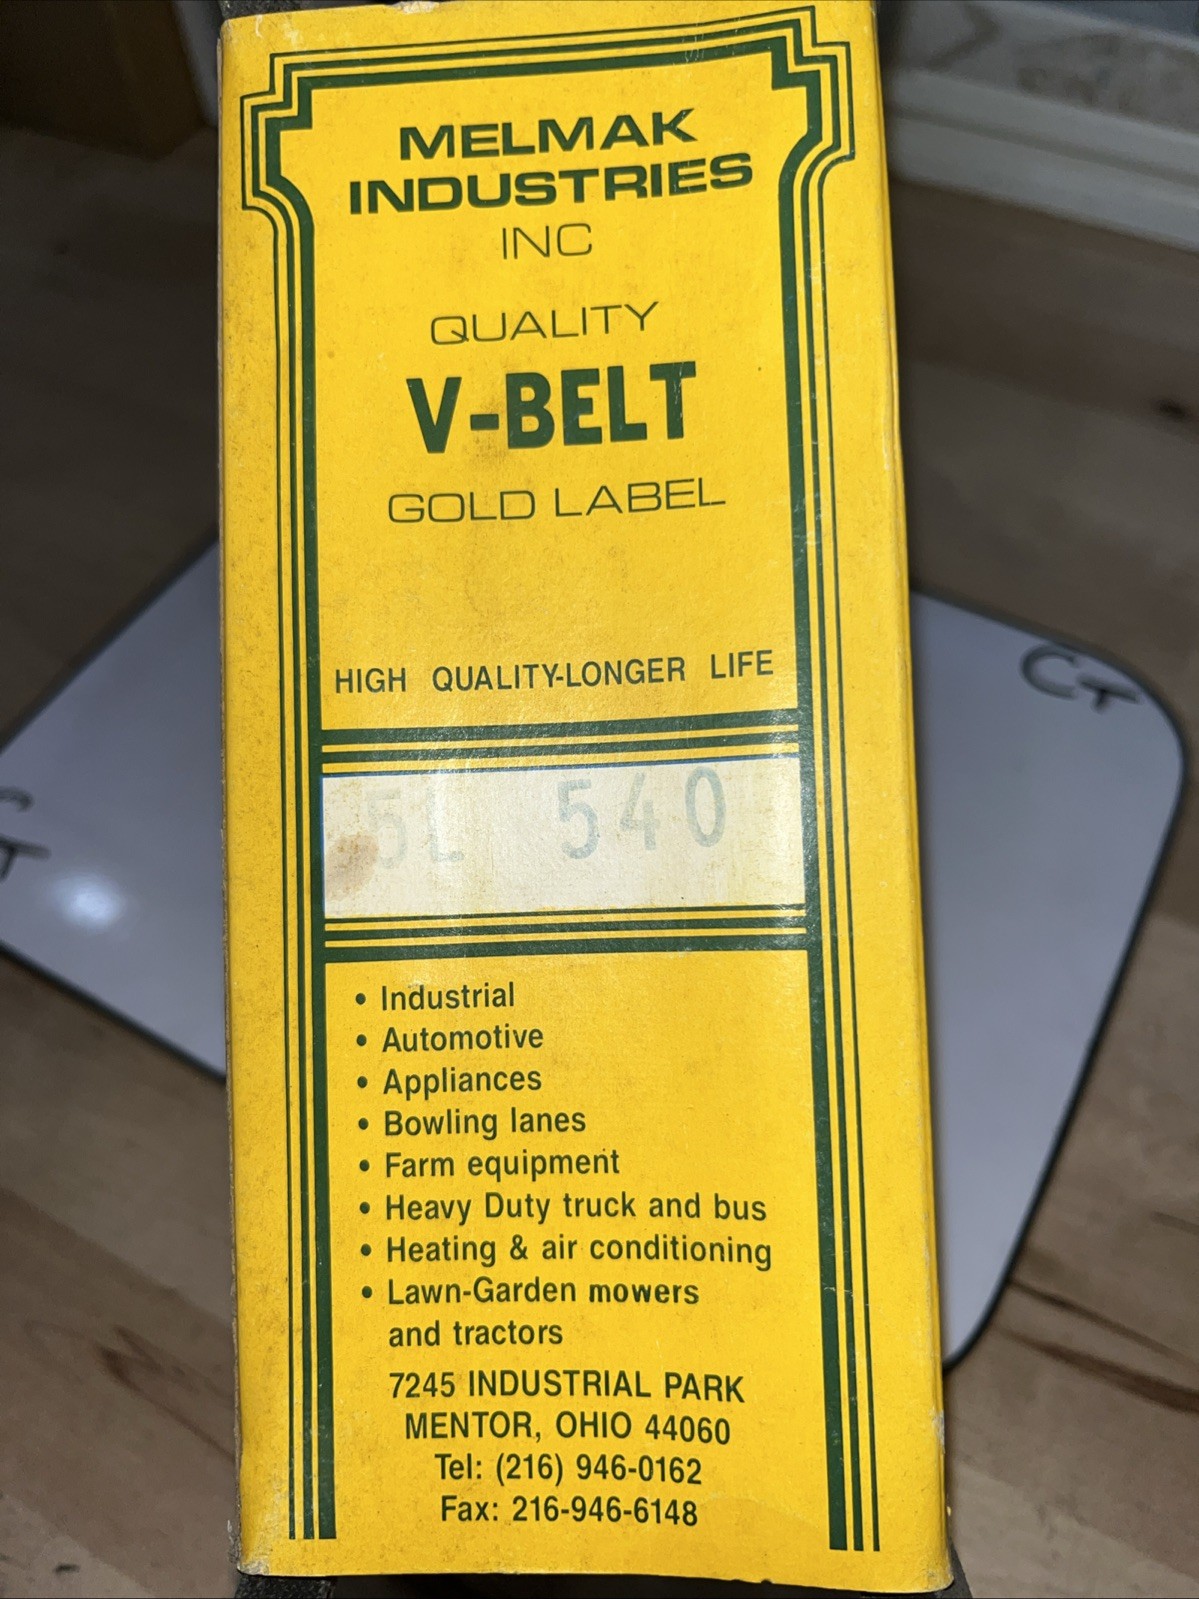 MELMAK
INDUSTRIES
INC
QUALITY
V-BELT
GOLD LABEL
HIGH QUALITY-LONGER LIFE
5L 540
• Industrial
• Automotive
• Appliances
• Bowling lanes
• Farm equipment
• Heavy Duty truck and bus
• Heating & air conditioning
• Lawn-Garden mowers
and tractors
7245 INDUSTRIAL PARK
MENTOR, OHIO 44060
Tel: (216) 946-0162
Fax: 216-946-6148
CT